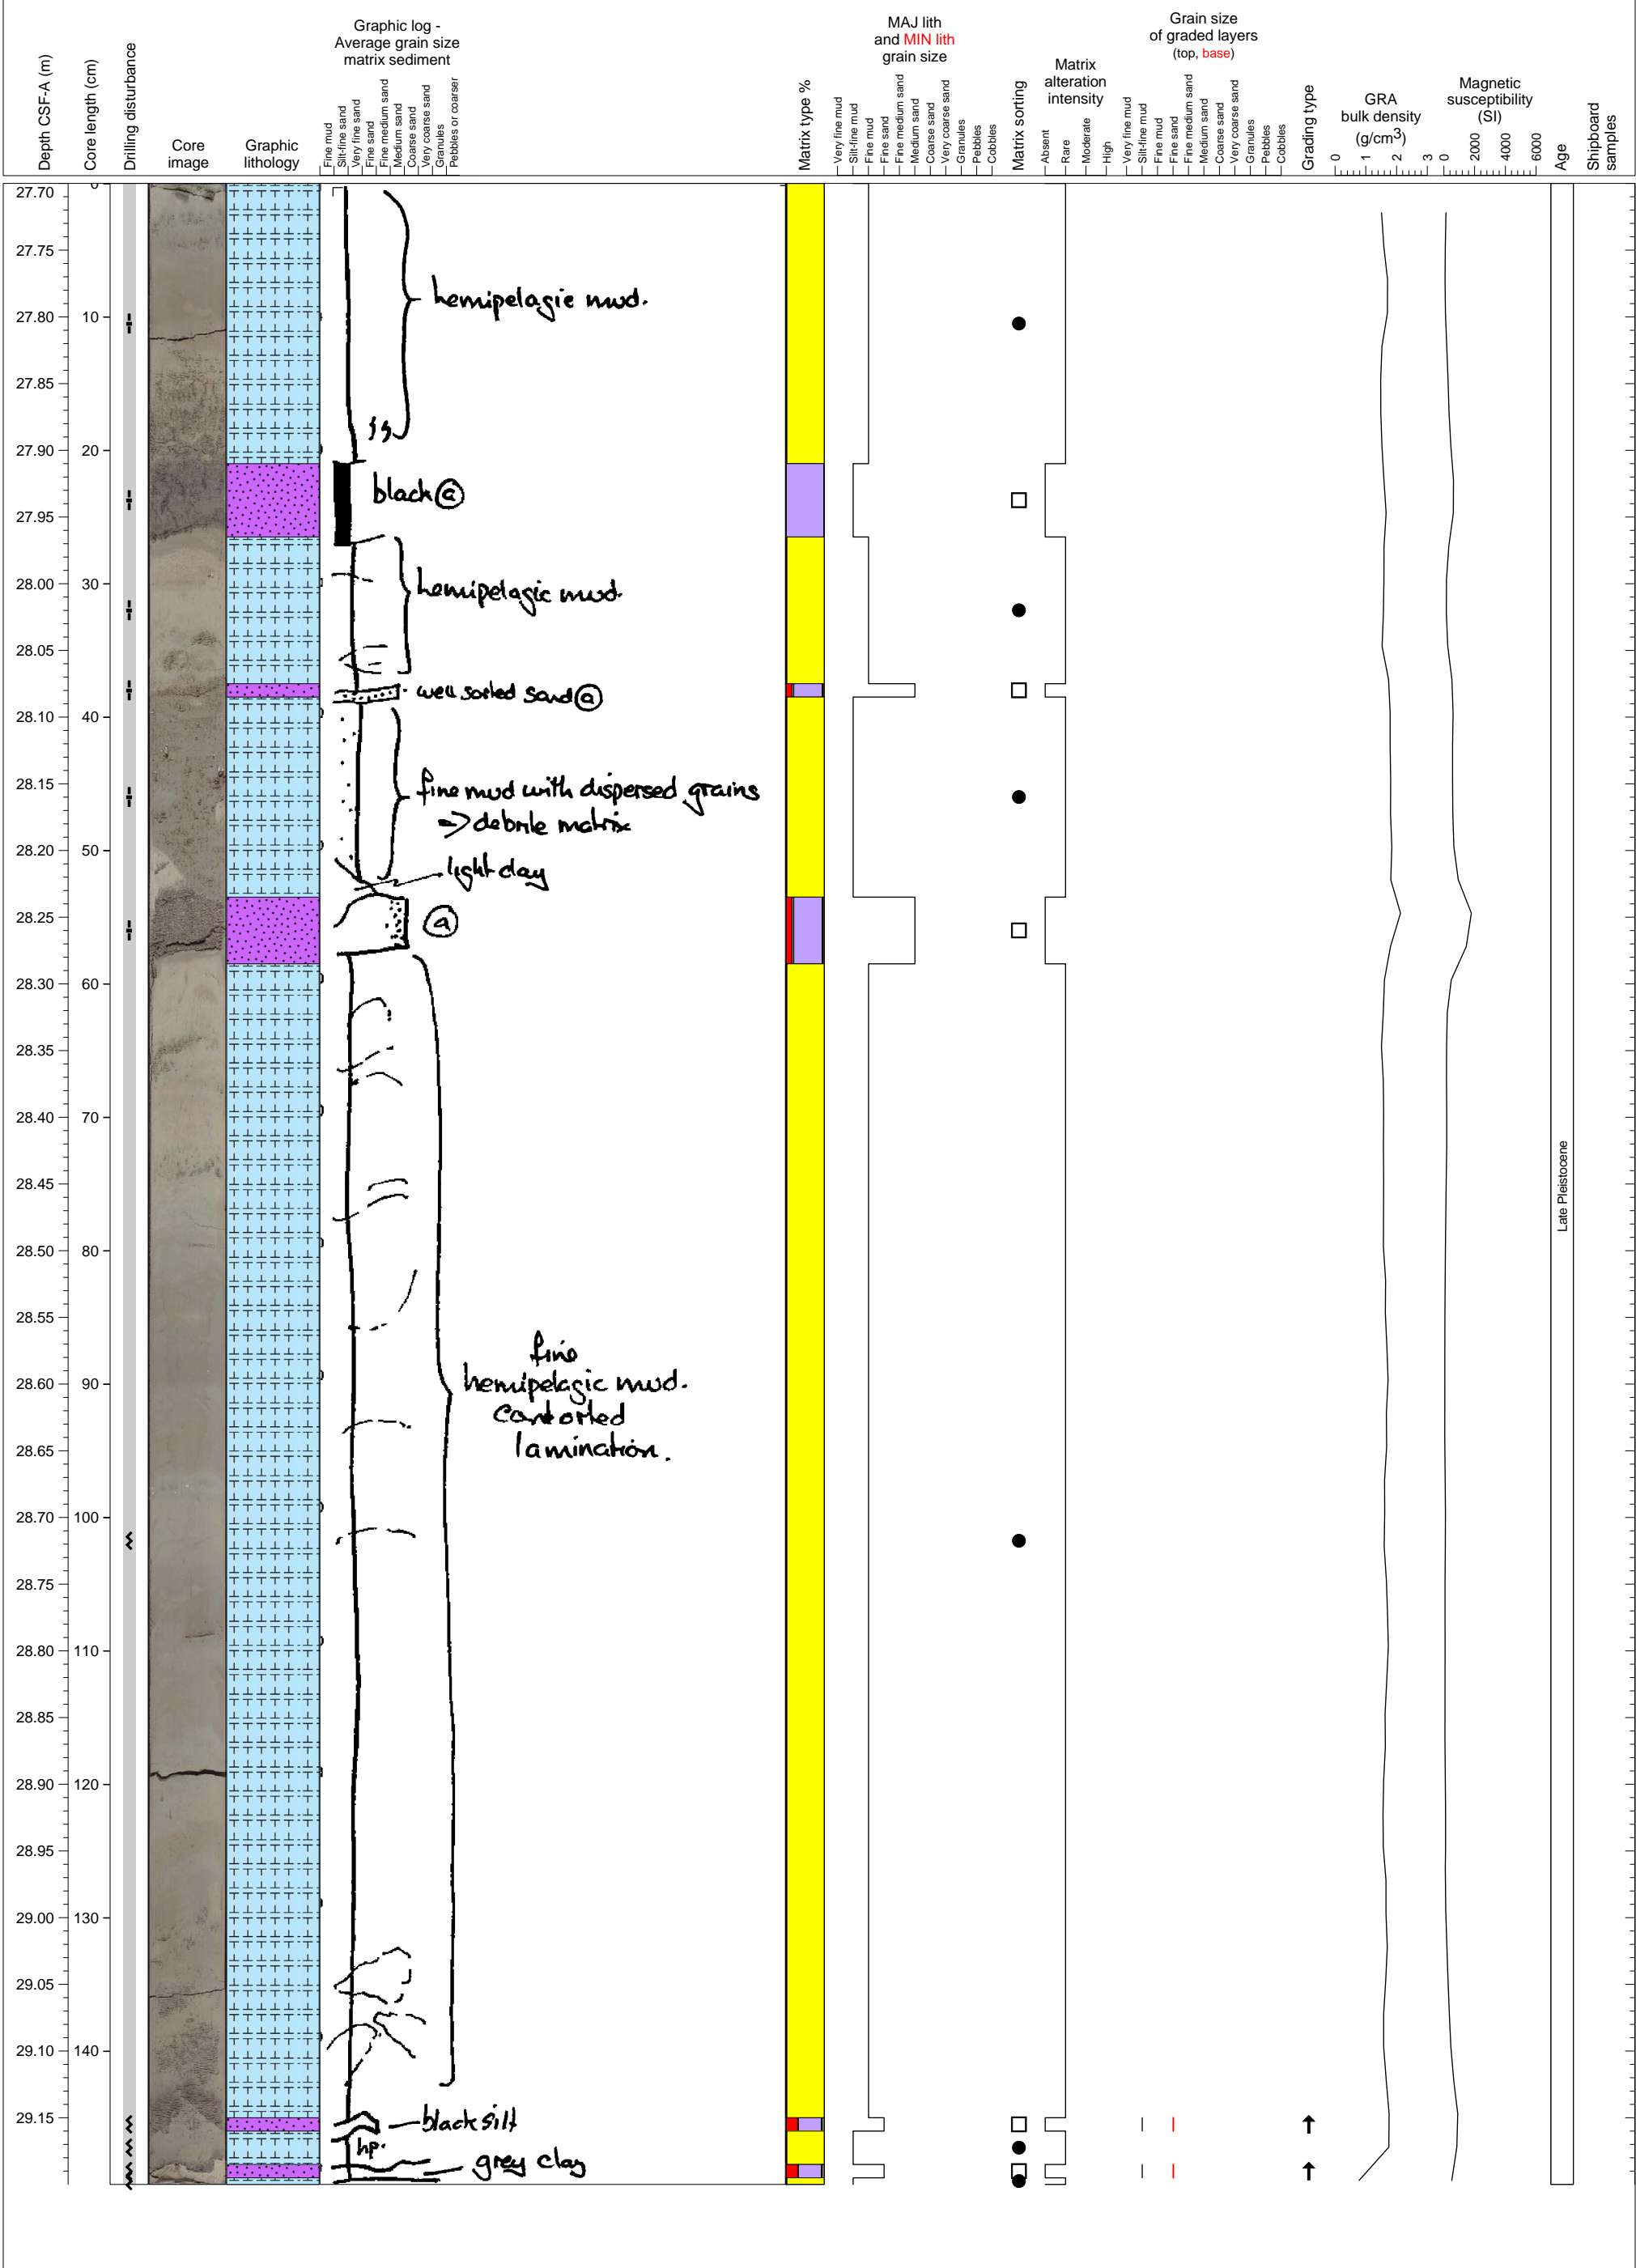 Depth CSF-A (m)
Core length (cm)
Drilling disturbance
Core
image
Graphic
lithology
Graphic log -
Average grain size
matrix sediment
Fine mud
Silt-fine sand
Very fine sand
Fine sand
Fine medium sand
Medium sand
Coarse sand
Very coarse sand
Granules
Pebbles or coarser
Matrix type %
MAJ lith
and MIN lith
grain size
Very fine mud
Silt-fine mud
Fine mud
Fine sand
Fine medium sand
Medium sand
Coarse sand
Very coarse sand
Granules
Pebbles
Cobbles
Matrix sorting
Matrix
alteration
intensity
Absent
Rare
Moderate
High
Grain size
of graded layers
(top, base)
Very fine mud
Silt-fine mud
Fine mud
Fine sand
Fine medium sand
Medium sand
Coarse sand
Very coarse sand
Granules
Pebbles
Cobbles
Grading type
GRA
bulk density
(g/cm3)
0 1 2 3
Magnetic
susceptibility
(SI)
0 2000 4000 6000
Age
Shipboard
samples
27.70 0
27.75
hemipelagic mud.
27.80 10
27.85
27.90 20
black ⓐ
27.95
28.00 30
hemipelagic mud.
28.05
well sorted sand ⓐ
28.10 40
28.15
fine mud with dispersed grains
=> debrite matrix
28.20 50
light clay
28.25
ⓐ
28.30 60
28.35
28.40 70
28.45
Late Pleistocene
28.50 80
28.55
fine
28.60 90
hemipelagic mud.
contorted
28.65
lamination.
28.70 100
28.75
28.80 110
28.85
28.90 120
28.95
29.00 130
29.05
29.10 140
29.15
black silt
hp.
grey clay